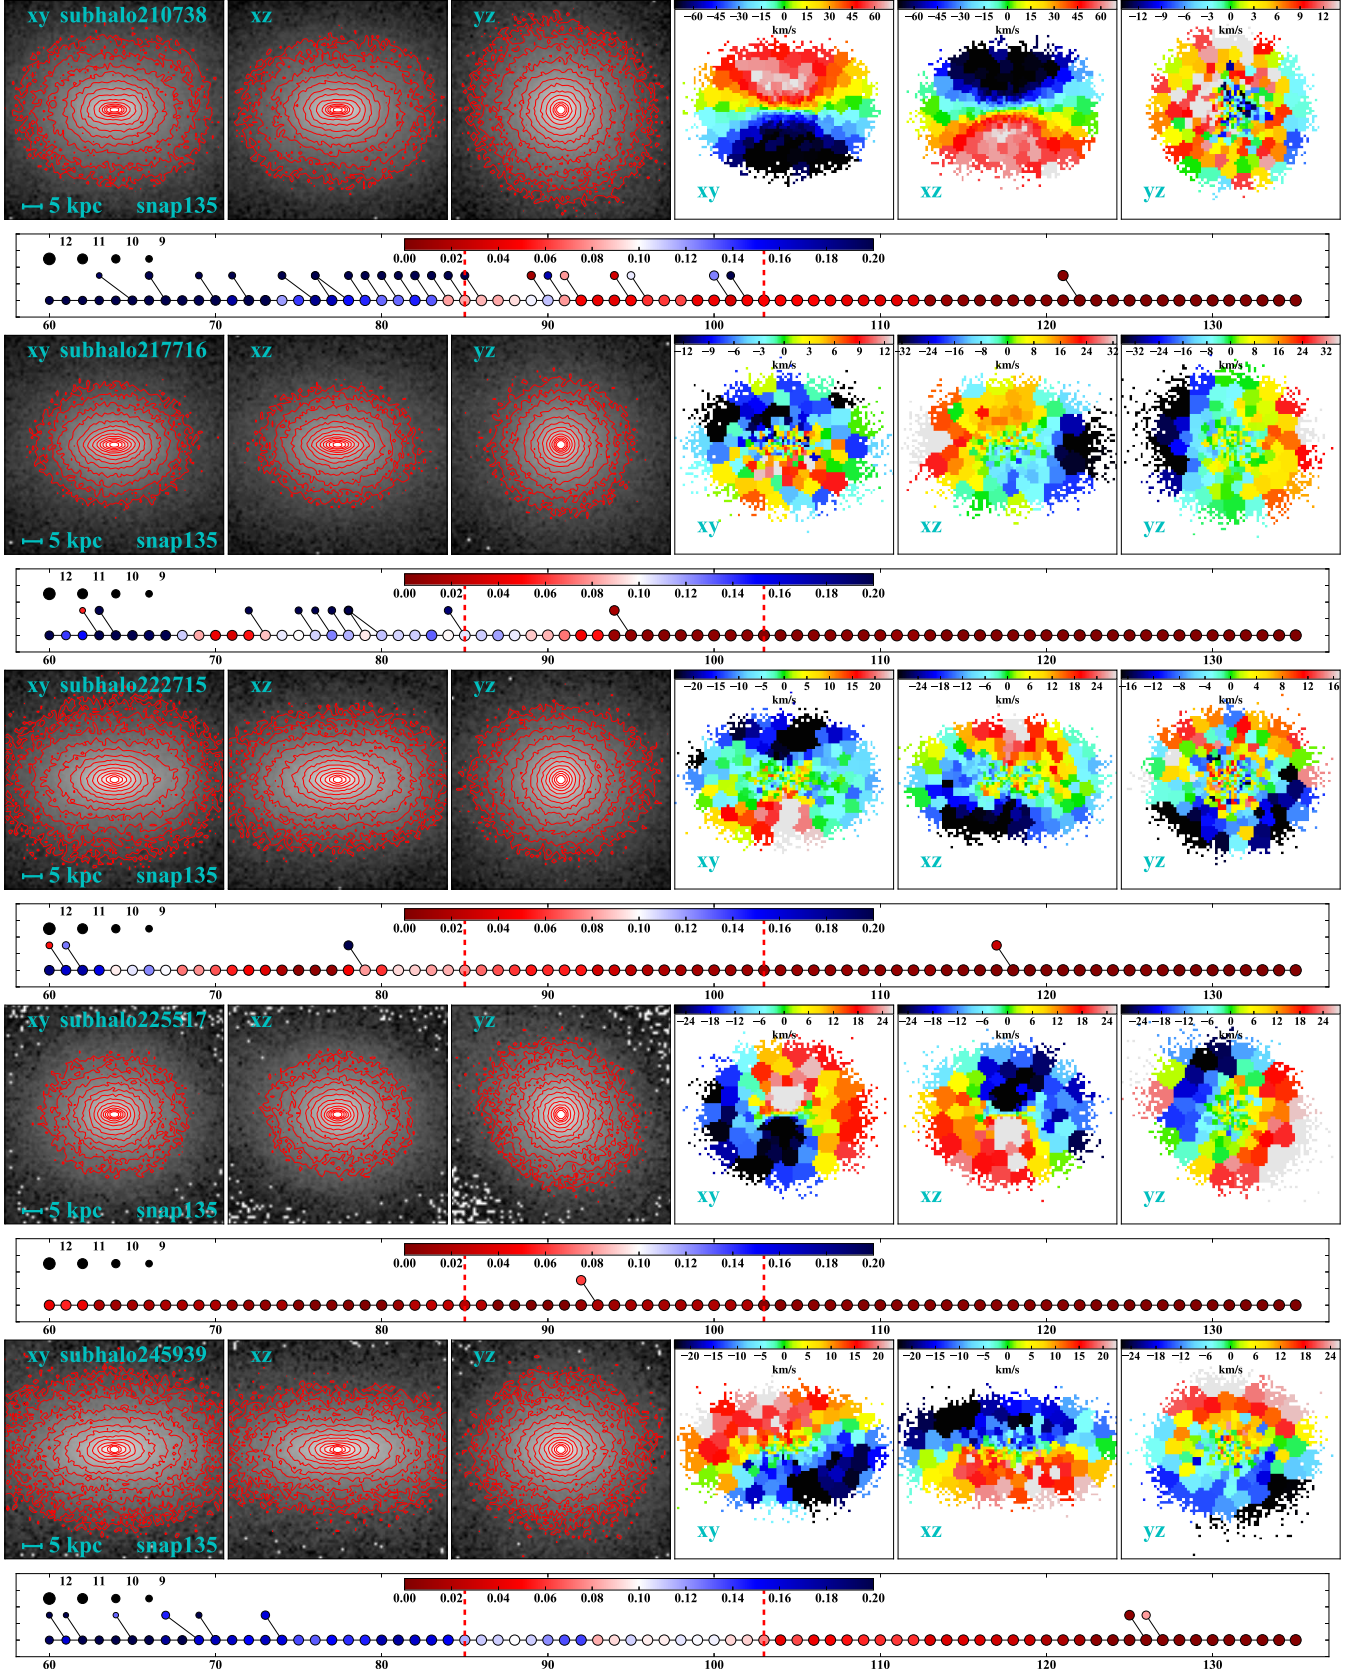 xy subhalo210738 xz yz
−60 −45 −30 −15 0 15 30 45 60
km/s
−60 −45 −30 −15 0 15 30 45 60
km/s
−12 −9 −6 −3 0 3 6 9 12
km/s
5 kpc snap135
xy xz yz
12 11 10 9
0.00 0.02 0.04 0.06 0.08 0.10 0.12 0.14 0.16 0.18 0.20
60 70 80 90 100 110 120 130
xy subhalo217716 xz yz
−12 −9 −6 −3 0 3 6 9 12
km/s
−32 −24 −16 −8 0 8 16 24 32
km/s
−32 −24 −16 −8 0 8 16 24 32
km/s
5 kpc snap135
xy xz yz
12 11 10 9
0.00 0.02 0.04 0.06 0.08 0.10 0.12 0.14 0.16 0.18 0.20
60 70 80 90 100 110 120 130
xy subhalo222715 xz yz
−20 −15 −10 −5 0 5 10 15 20
km/s
−24 −18 −12 −6 0 6 12 18 24
km/s
−16 −12 −8 −4 0 4 8 12 16
km/s
5 kpc snap135
xy xz yz
12 11 10 9
0.00 0.02 0.04 0.06 0.08 0.10 0.12 0.14 0.16 0.18 0.20
60 70 80 90 100 110 120 130
xy subhalo225517 xz yz
−24 −18 −12 −6 0 6 12 18 24
km/s
−24 −18 −12 −6 0 6 12 18 24
km/s
−24 −18 −12 −6 0 6 12 18 24
km/s
5 kpc snap135
xy xz yz
12 11 10 9
0.00 0.02 0.04 0.06 0.08 0.10 0.12 0.14 0.16 0.18 0.20
60 70 80 90 100 110 120 130
xy subhalo245939 xz yz
−20 −15 −10 −5 0 5 10 15 20
km/s
−20 −15 −10 −5 0 5 10 15 20
km/s
−24 −18 −12 −6 0 6 12 18 24
km/s
5 kpc snap135
xy xz yz
12 11 10 9
0.00 0.02 0.04 0.06 0.08 0.10 0.12 0.14 0.16 0.18 0.20
60 70 80 90 100 110 120 130